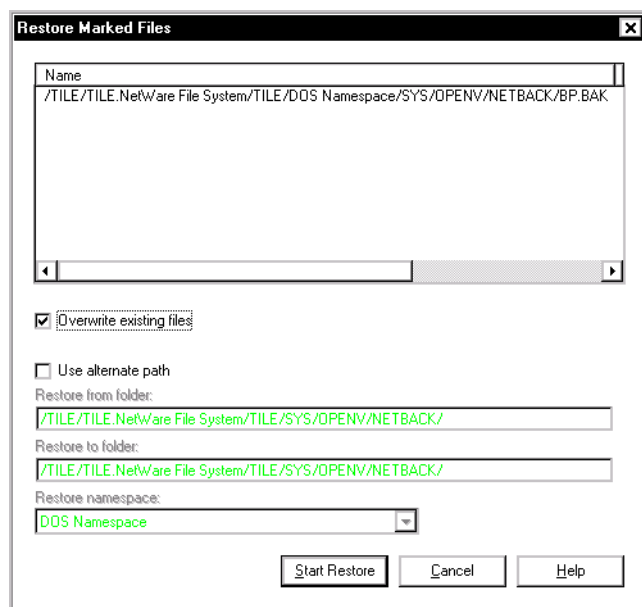 Restore Marked Files
Name
/TILE/TILE.NetWare File System/TILE/DOS Namespace/SYS/OPENV/NETBACK/BP.BAK
Overwrite existing files
Use alternate path
Restore from folder:
/TILE/TILE.NetWare File System/TILE/SYS/OPENV/NETBACK/
Restore to folder:
/TILE/TILE.NetWare File System/TILE/SYS/OPENV/NETBACK/
Restore namespace:
DOS Namespace
Start Restore Cancel Help